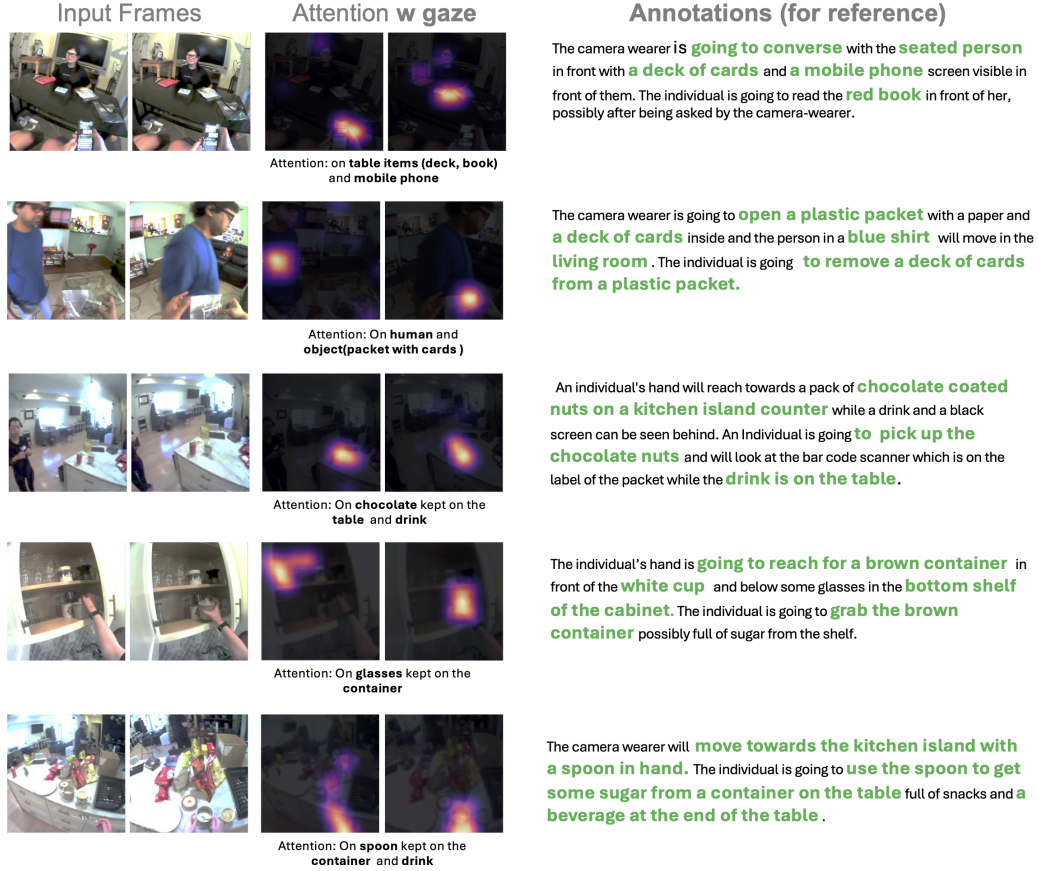 Input Frames
Attention w gaze
Annotations (for reference)
Attention: on table items (deck, book)
and mobile phone
The camera wearer is going to converse with the seated person
in front with a deck of cards and a mobile phone screen visible in
front of them. The individual is going to read the red book in front of her,
possibly after being asked by the camera-wearer.
Attention: On human and
object(packet with cards )
The camera wearer is going to open a plastic packet with a paper and
a deck of cards inside and the person in a blue shirt will move in the
living room . The individual is going to remove a deck of cards
from a plastic packet.
Attention: On chocolate kept on the
table and drink
An individual's hand will reach towards a pack of chocolate coated
nuts on a kitchen island counter while a drink and a black
screen can be seen behind. An Individual is going to pick up the
chocolate nuts and will look at the bar code scanner which is on the
label of the packet while the drink is on the table.
Attention: On glasses kept on the
container
The individual's hand is going to reach for a brown container in
front of the white cup and below some glasses in the bottom shelf
of the cabinet. The individual is going to grab the brown
container possibly full of sugar from the shelf.
Attention: On spoon kept on the
container and drink
The camera wearer will move towards the kitchen island with
a spoon in hand. The individual is going to use the spoon to get
some sugar from a container on the table full of snacks and a
beverage at the end of the table .